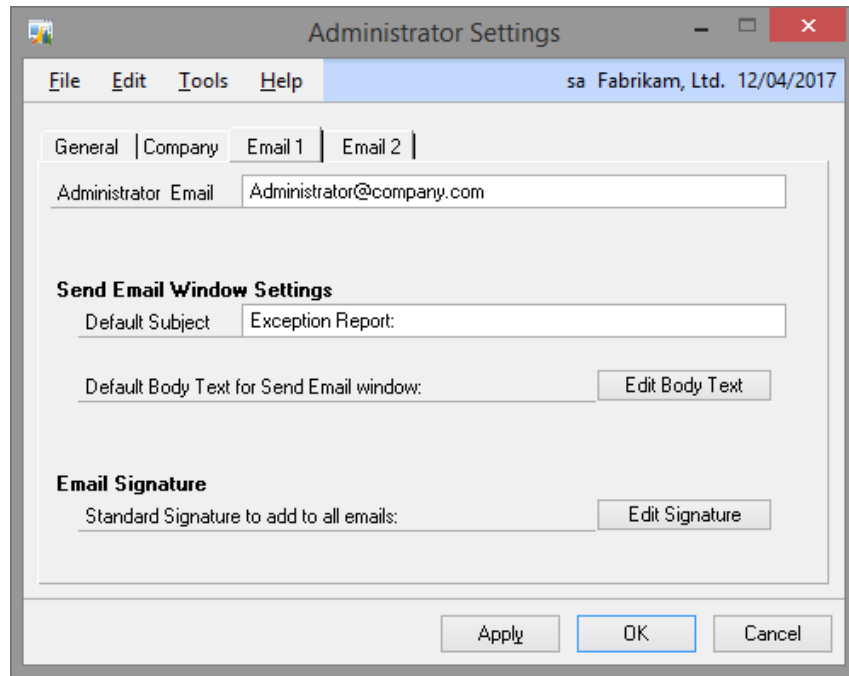 Administrator Settings
File Edit Tools Help sa Fabrikam, Ltd. 12/04/2017
General Company Email 1 Email 2
Administrator Email Administrator@company.com
Send Email Window Settings
Default Subject Exception Report:
Default Body Text for Send Email window: Edit Body Text
Email Signature
Standard Signature to add to all emails: Edit Signature
Apply OK Cancel